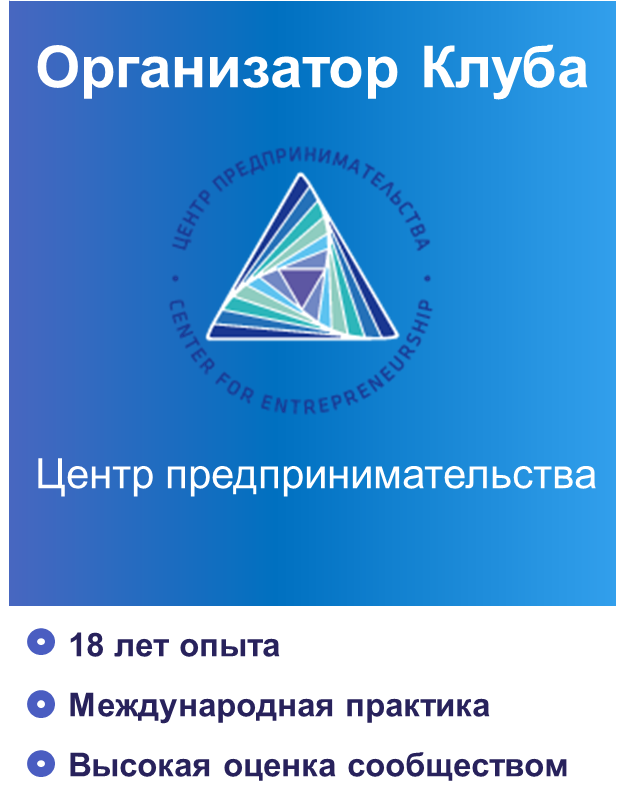 Организатор Клуба
ЦЕНТР ПРЕДПРИНИМАТЕЛЬСТВА
CENTER FOR ENTREPRENEURSHIP
Центр предпринимательства
18 лет опыта
Международная практика
Высокая оценка сообществом